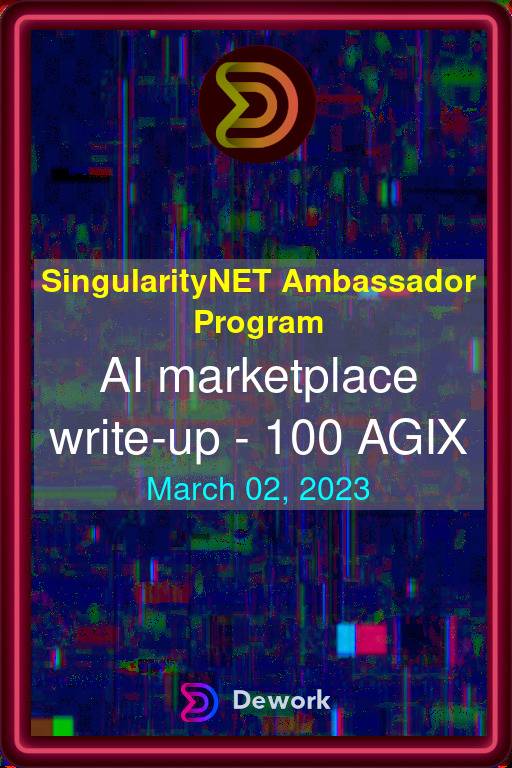 SingularityNET Ambassador
Program
AI marketplace
write-up - 100 AGIX
March 02, 2023
Dework